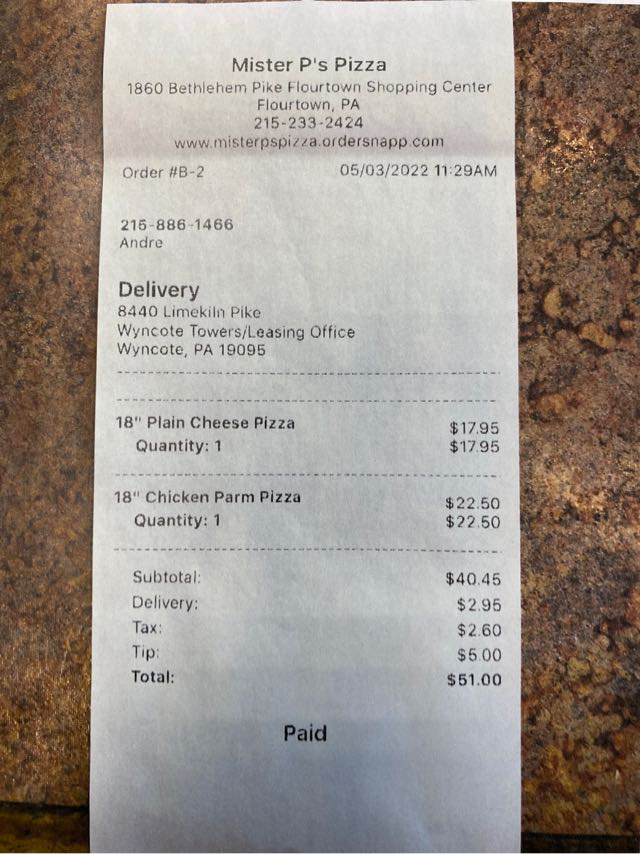 Mister P's Pizza
1860 Bethlehem Pike Flourtown Shopping Center
Flourtown, PA
215-233-2424
www.misterpspizza.ordersnapp.com
Order #B-2 05/03/2022 11:29AM
215-886-1466
Andre
Delivery
8440 Limekiln Pike
Wyncote Towers/Leasing Office
Wyncote, PA 19095
18" Plain Cheese Pizza $17.95
Quantity: 1 $17.95
18" Chicken Parm Pizza $22.50
Quantity: 1 $22.50
Subtotal: $40.45
Delivery: $2.95
Tax: $2.60
Tip: $5.00
Total: $51.00
Paid